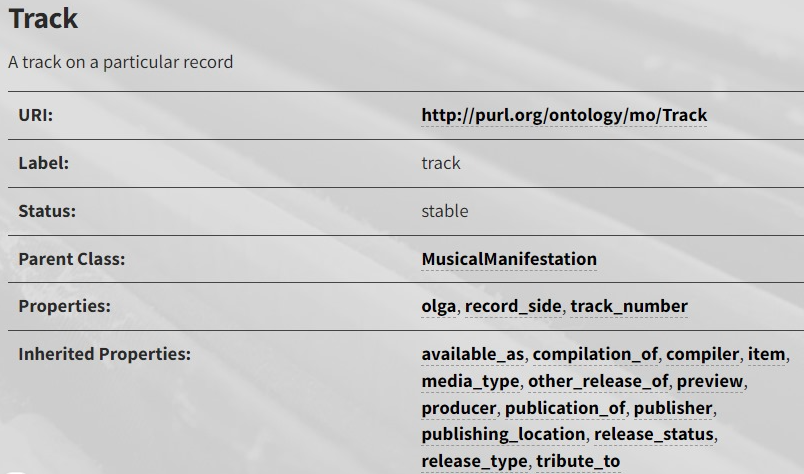 Track
A track on a particular record
URI: http://purl.org/ontology/mo/Track
Label: track
Status: stable
Parent Class: MusicalManifestation
Properties: olga, record_side, track_number
Inherited Properties: available_as, compilation_of, compiler, item,
media_type, other_release_of, preview,
producer, publication_of, publisher,
publishing_location, release_status,
release_type, tribute_to